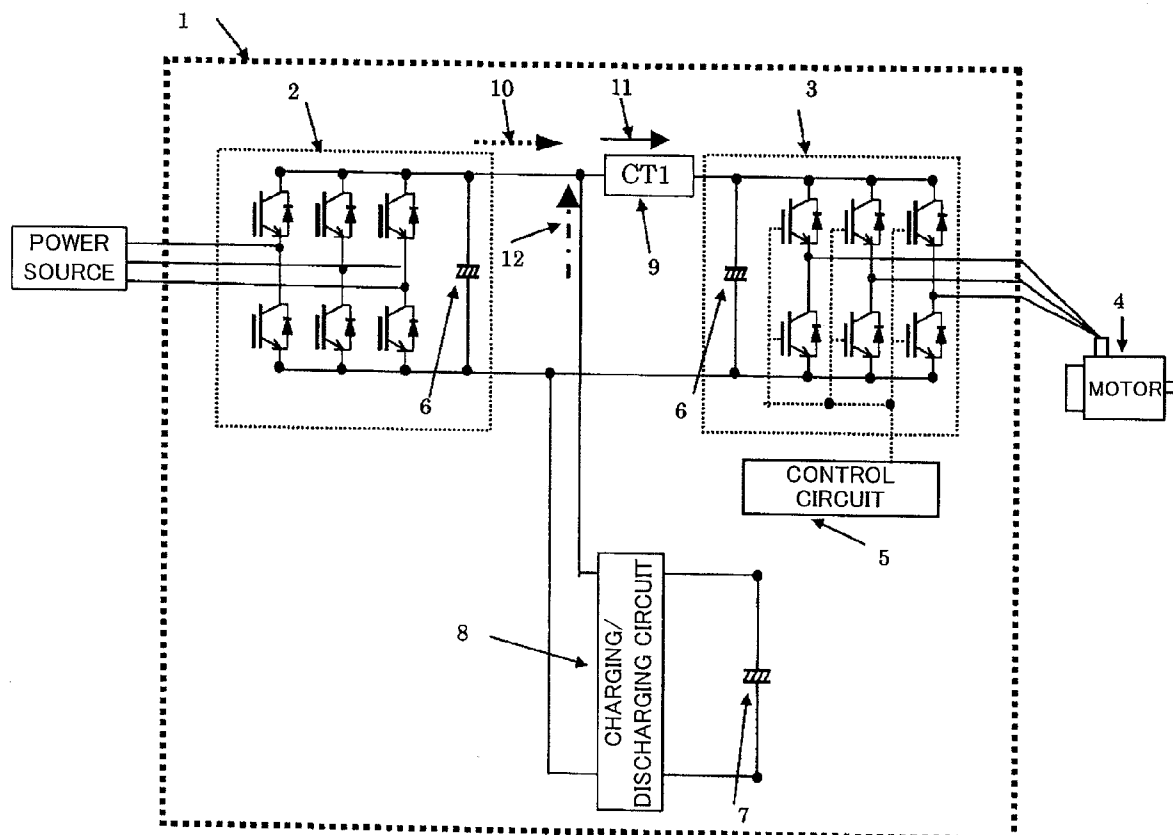 1
2
10
11
3
CT1
POWER
SOURCE
12
9
4
6
6
MOTOR
CONTROL
CIRCUIT
5
8
CHARGING/
DISCHARGING CIRCUIT
7